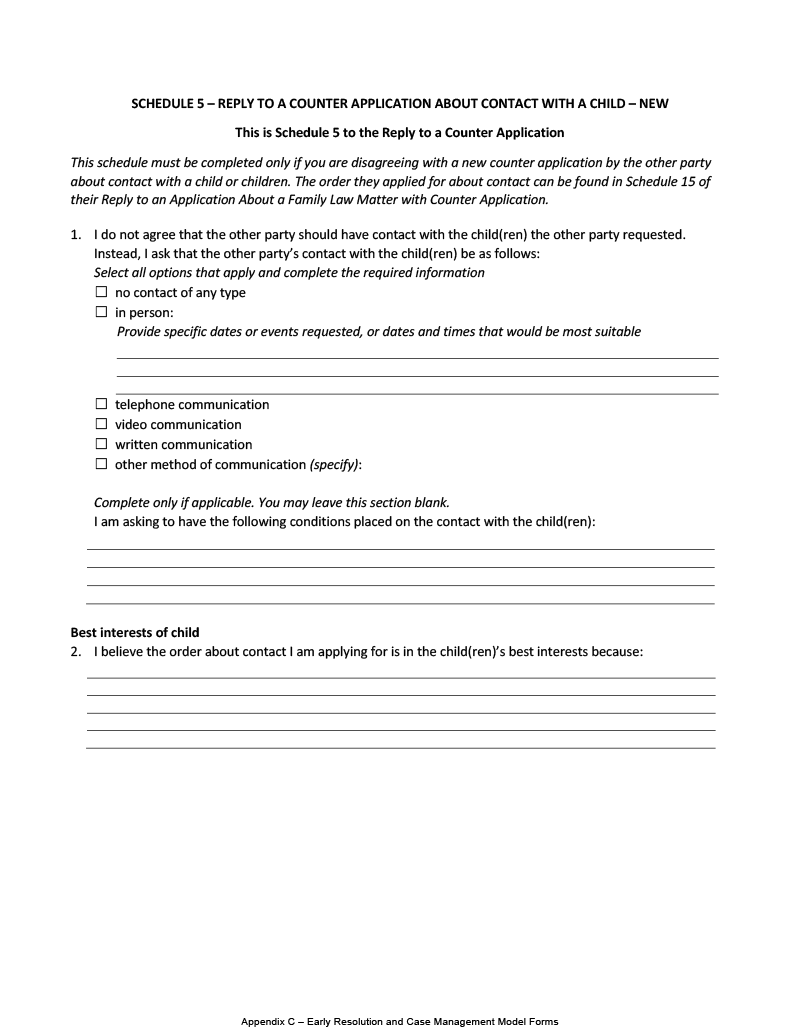 SCHEDULE 5 – REPLY TO A COUNTER APPLICATION ABOUT CONTACT WITH A CHILD – NEW
This is Schedule 5 to the Reply to a Counter Application
This schedule must be completed only if you are disagreeing with a new counter application by the other party
about contact with a child or children. The order they applied for about contact can be found in Schedule 15 of
their Reply to an Application About a Family Law Matter with Counter Application.
1. I do not agree that the other party should have contact with the child(ren) the other party requested.
Instead, I ask that the other party’s contact with the child(ren) be as follows:
Select all options that apply and complete the required information
☐ no contact of any type
☐ in person:
Provide specific dates or events requested, or dates and times that would be most suitable
☐ telephone communication
☐ video communication
☐ written communication
☐ other method of communication (specify):
Complete only if applicable. You may leave this section blank.
I am asking to have the following conditions placed on the contact with the child(ren):
Best interests of child
2. I believe the order about contact I am applying for is in the child(ren)’s best interests because:
Appendix C – Early Resolution and Case Management Model Forms